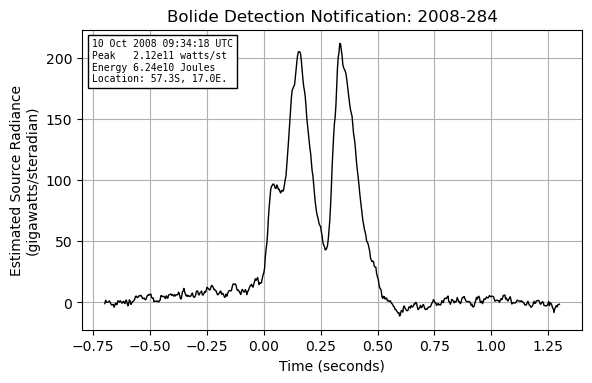 Bolide Detection Notification: 2008-284
10 Oct 2008 09:34:18 UTC
Peak   2.12e11 watts/st
Energy 6.24e10 Joules
Location: 57.3S, 17.0E.
Estimated Source Radiance
(gigawatts/steradian)
200
150
100
50
0
−0.75 −0.50 −0.25 0.00 0.25 0.50 0.75 1.00 1.25
Time (seconds)